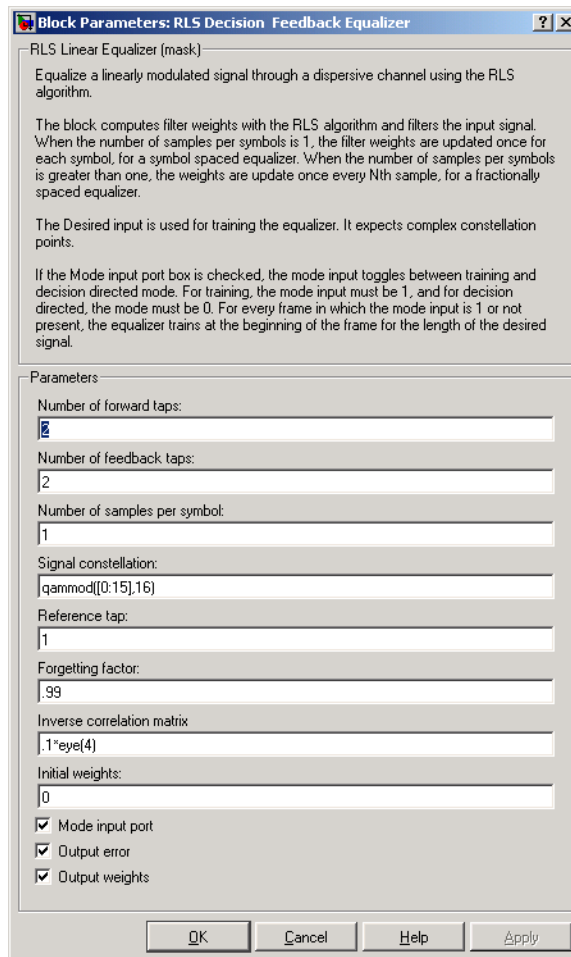 Block Parameters: RLS Decision Feedback Equalizer
RLS Linear Equalizer (mask)
Equalize a linearly modulated signal through a dispersive channel using the RLS
algorithm.
The block computes filter weights with the RLS algorithm and filters the input signal.
When the number of samples per symbols is 1, the filter weights are updated once for
each symbol, for a symbol spaced equalizer. When the number of samples per symbols
is greater than one, the weights are update once every Nth sample, for a fractionally
spaced equalizer.
The Desired input is used for training the equalizer. It expects complex constellation
points.
If the Mode input port box is checked, the mode input toggles between training and
decision directed mode. For training, the mode input must be 1, and for decision
directed, the mode must be 0. For every frame in which the mode input is 1 or not
present, the equalizer trains at the beginning of the frame for the length of the desired
signal.
Parameters
Number of forward taps:
2
Number of feedback taps:
2
Number of samples per symbol:
1
Signal constellation:
qammod([0:15],16)
Reference tap:
1
Forgetting factor:
.99
Inverse correlation matrix
.1*eye(4)
Initial weights:
0
Mode input port
Output error
Output weights
OK Cancel Help Apply